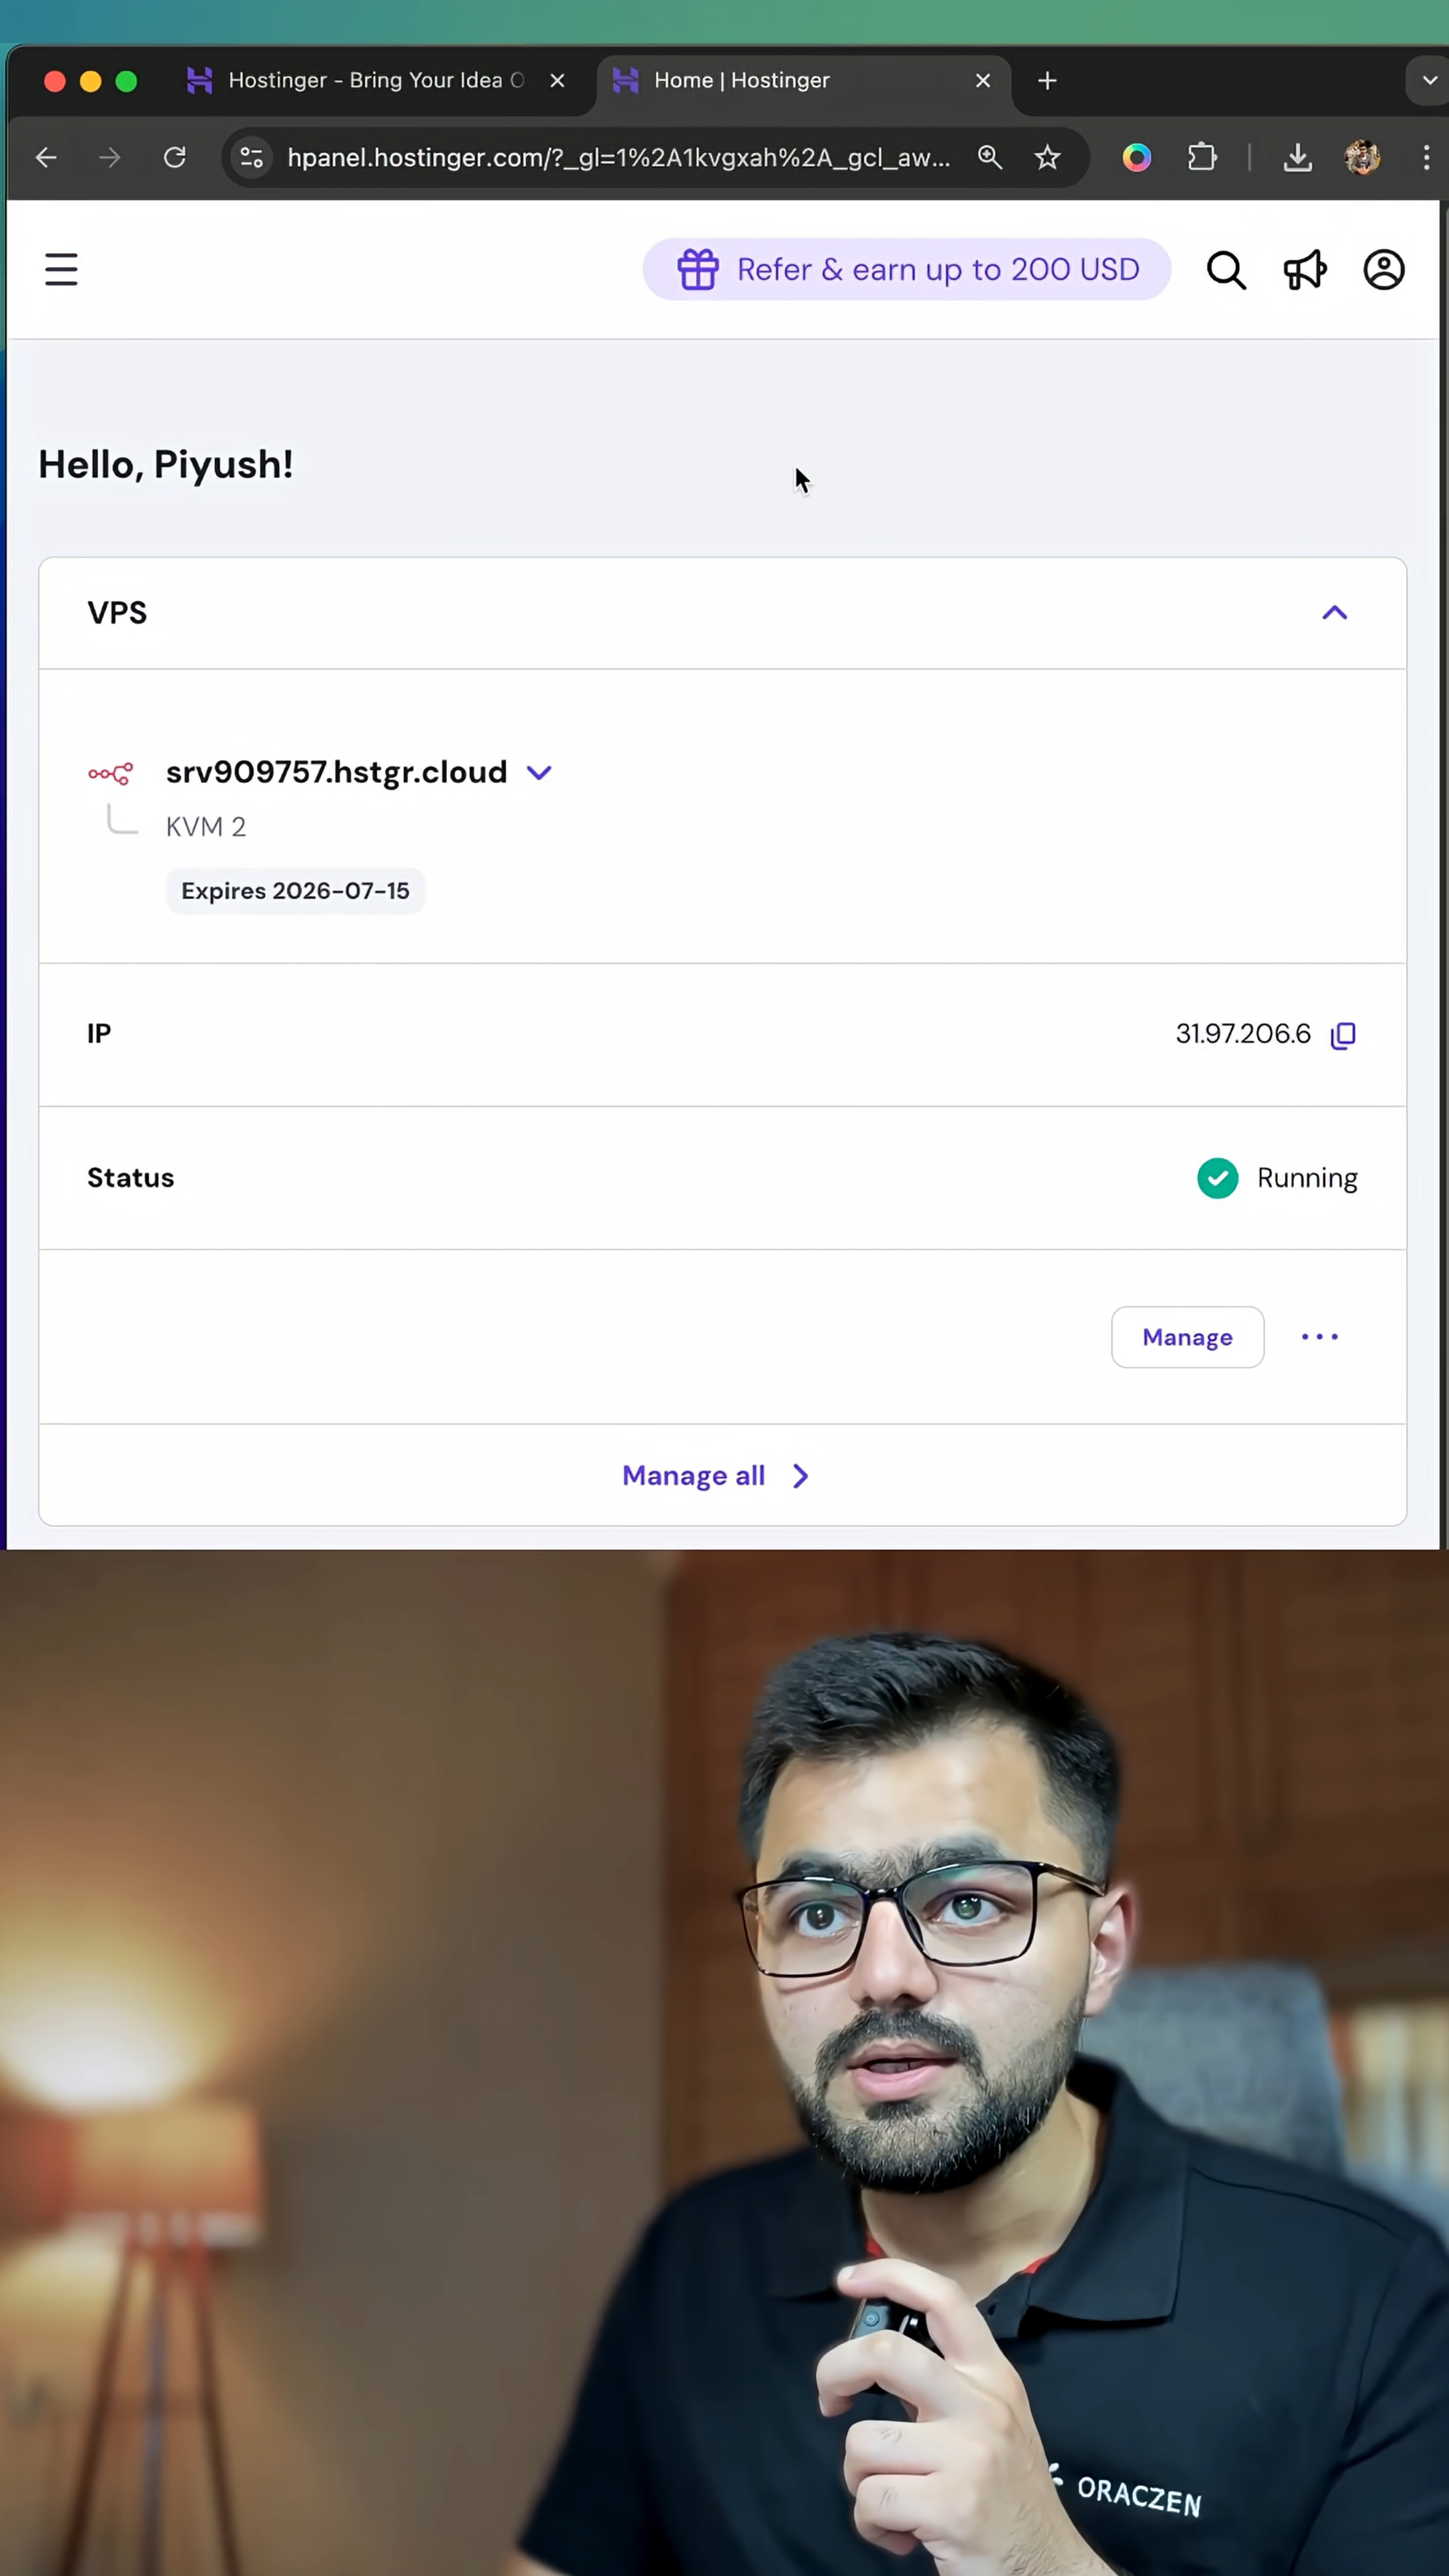 Hostinger - Bring Your Idea O
Home | Hostinger
hpanel.hostinger.com/?_gl=1%2A1kvgxah%2A_gcl_aw...
Refer & earn up to 200 USD
Hello, Piyush!
VPS
srv909757.hstgr.cloud
KVM 2
Expires 2026-07-15
IP
31.97.206.6
Status
Running
Manage
Manage all
ORACZEN